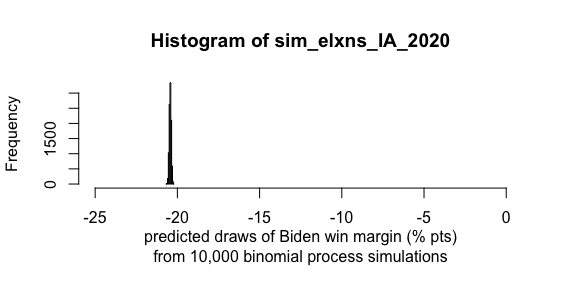 Histogram of sim_elxns_IA_2020
Frequency
1500
0
-25 -20 -15 -10 -5 0
predicted draws of Biden win margin (% pts)
from 10,000 binomial process simulations